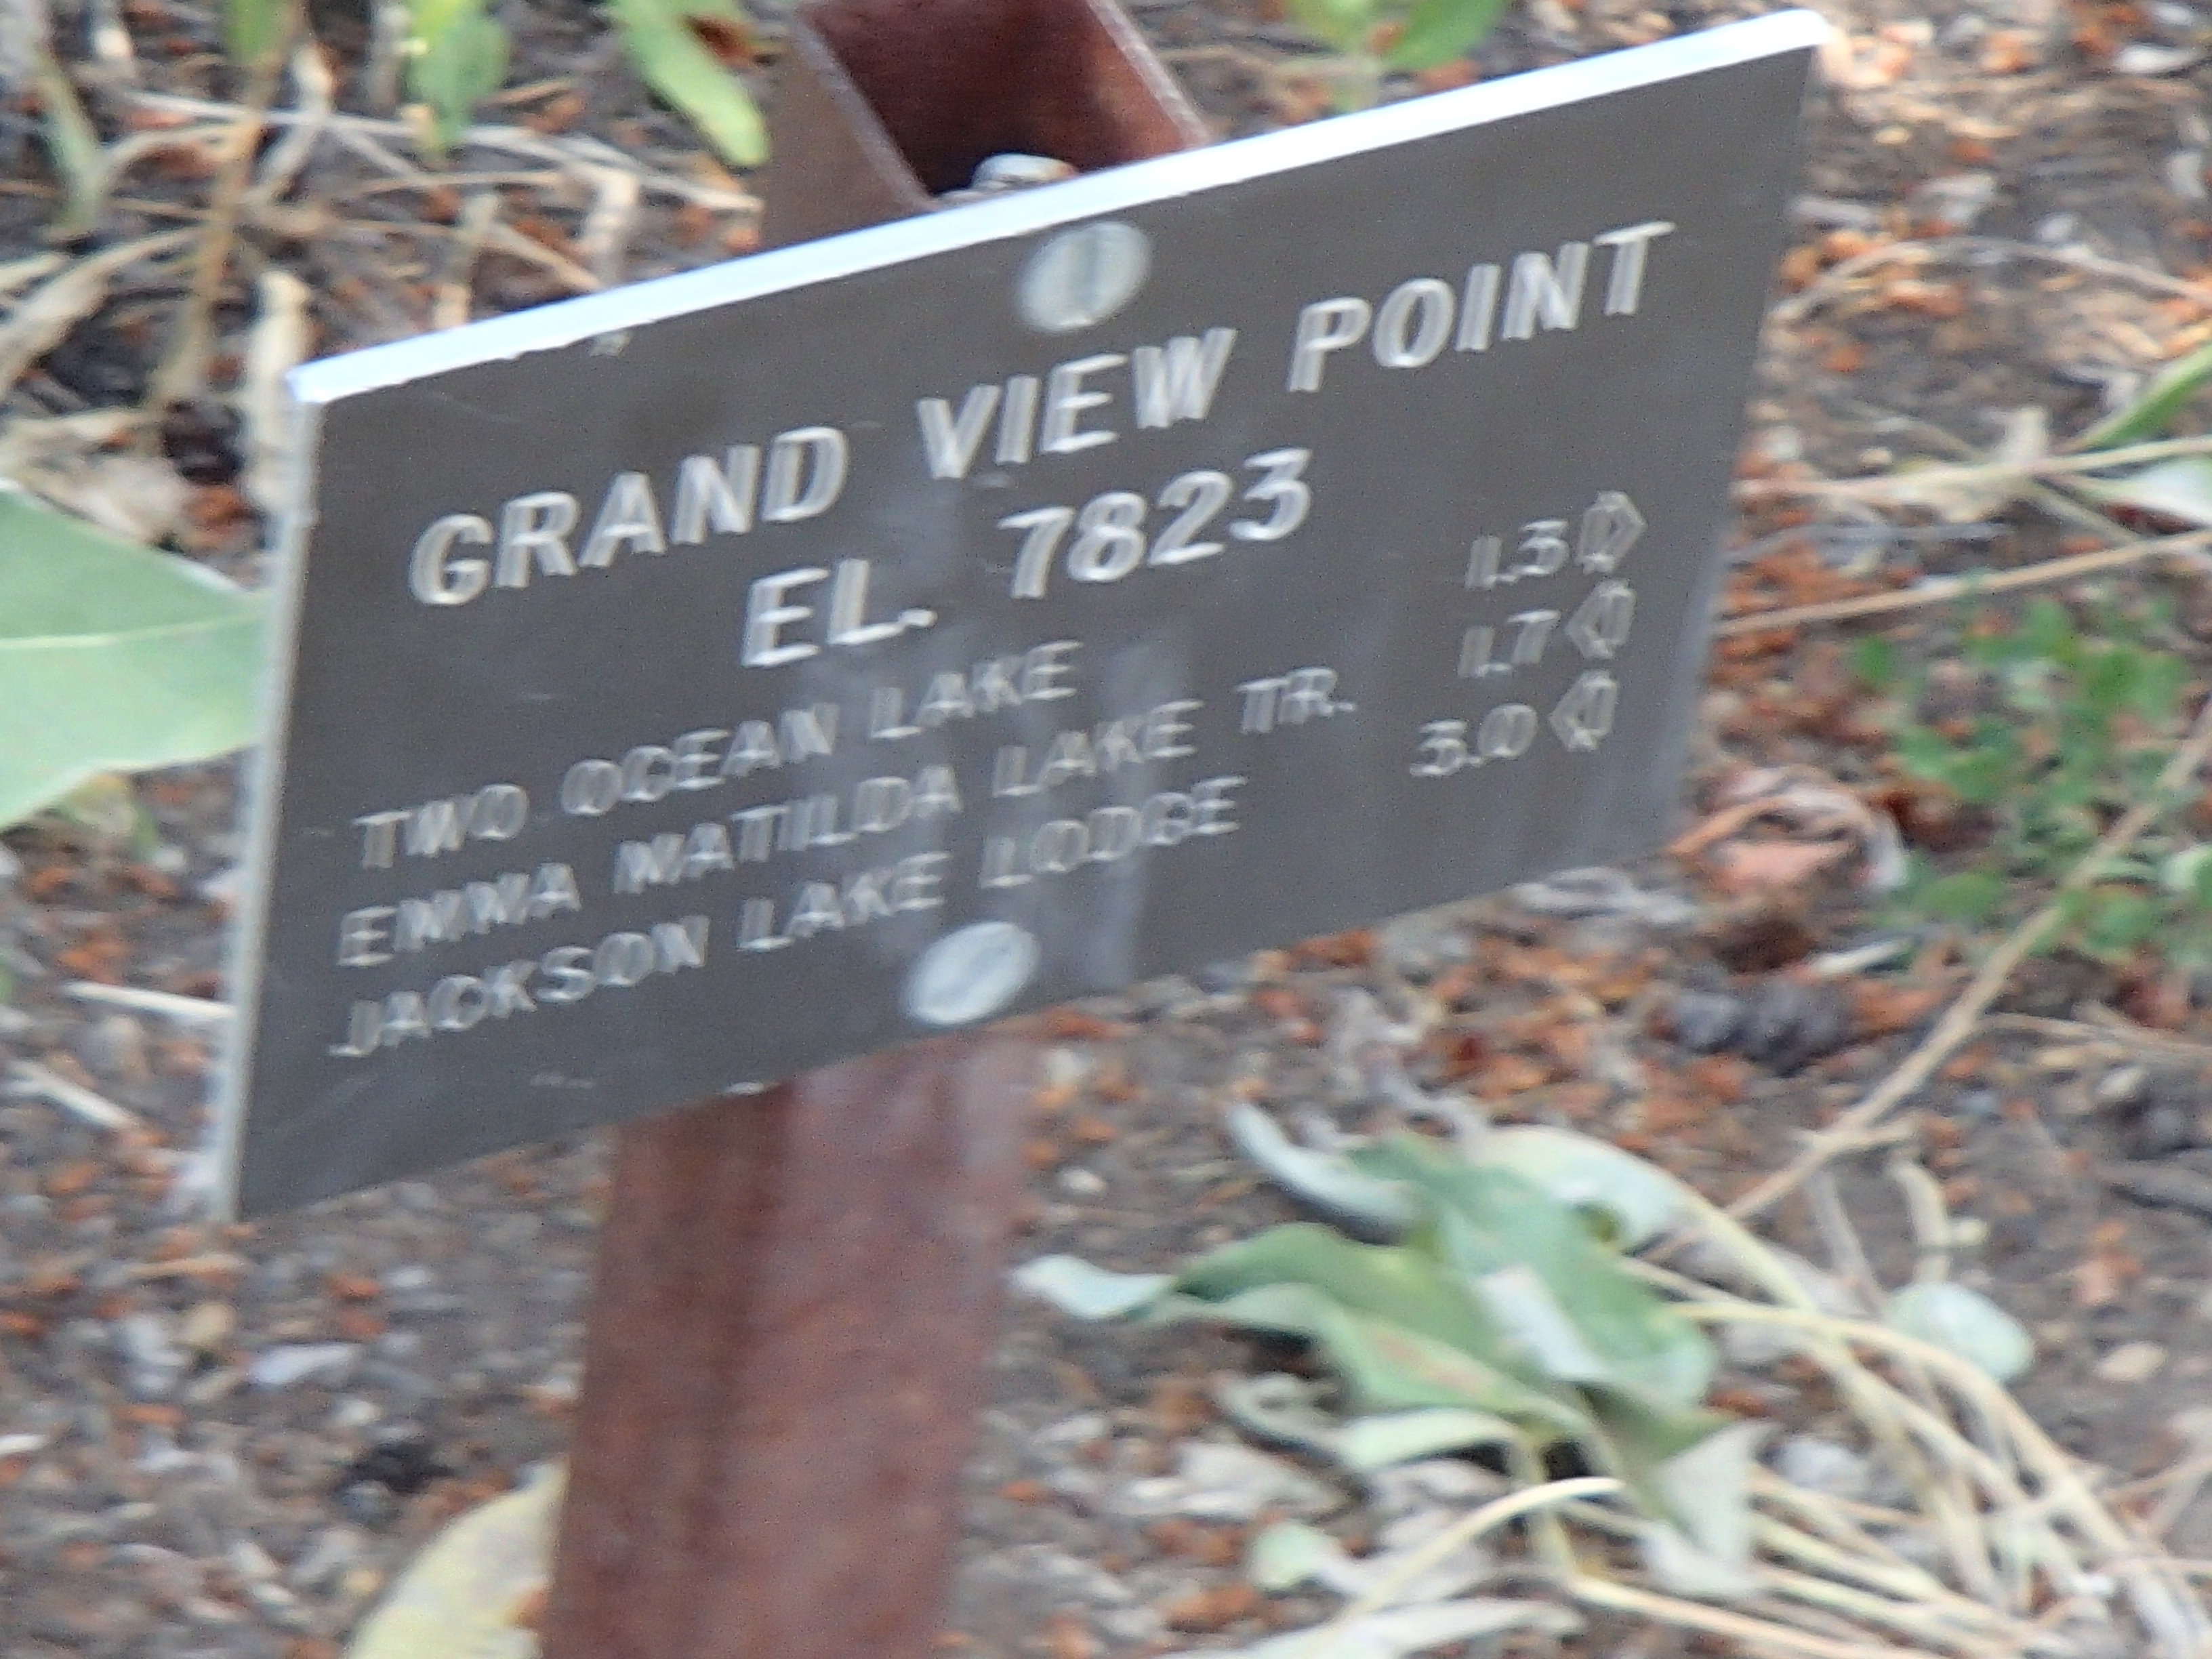 GRAND VIEW POINT
EL. 7823
TWO OCEAN LAKE 1.3
EMMA MATILDA LAKE TR. 1.7
JACKSON LAKE LODGE 3.0